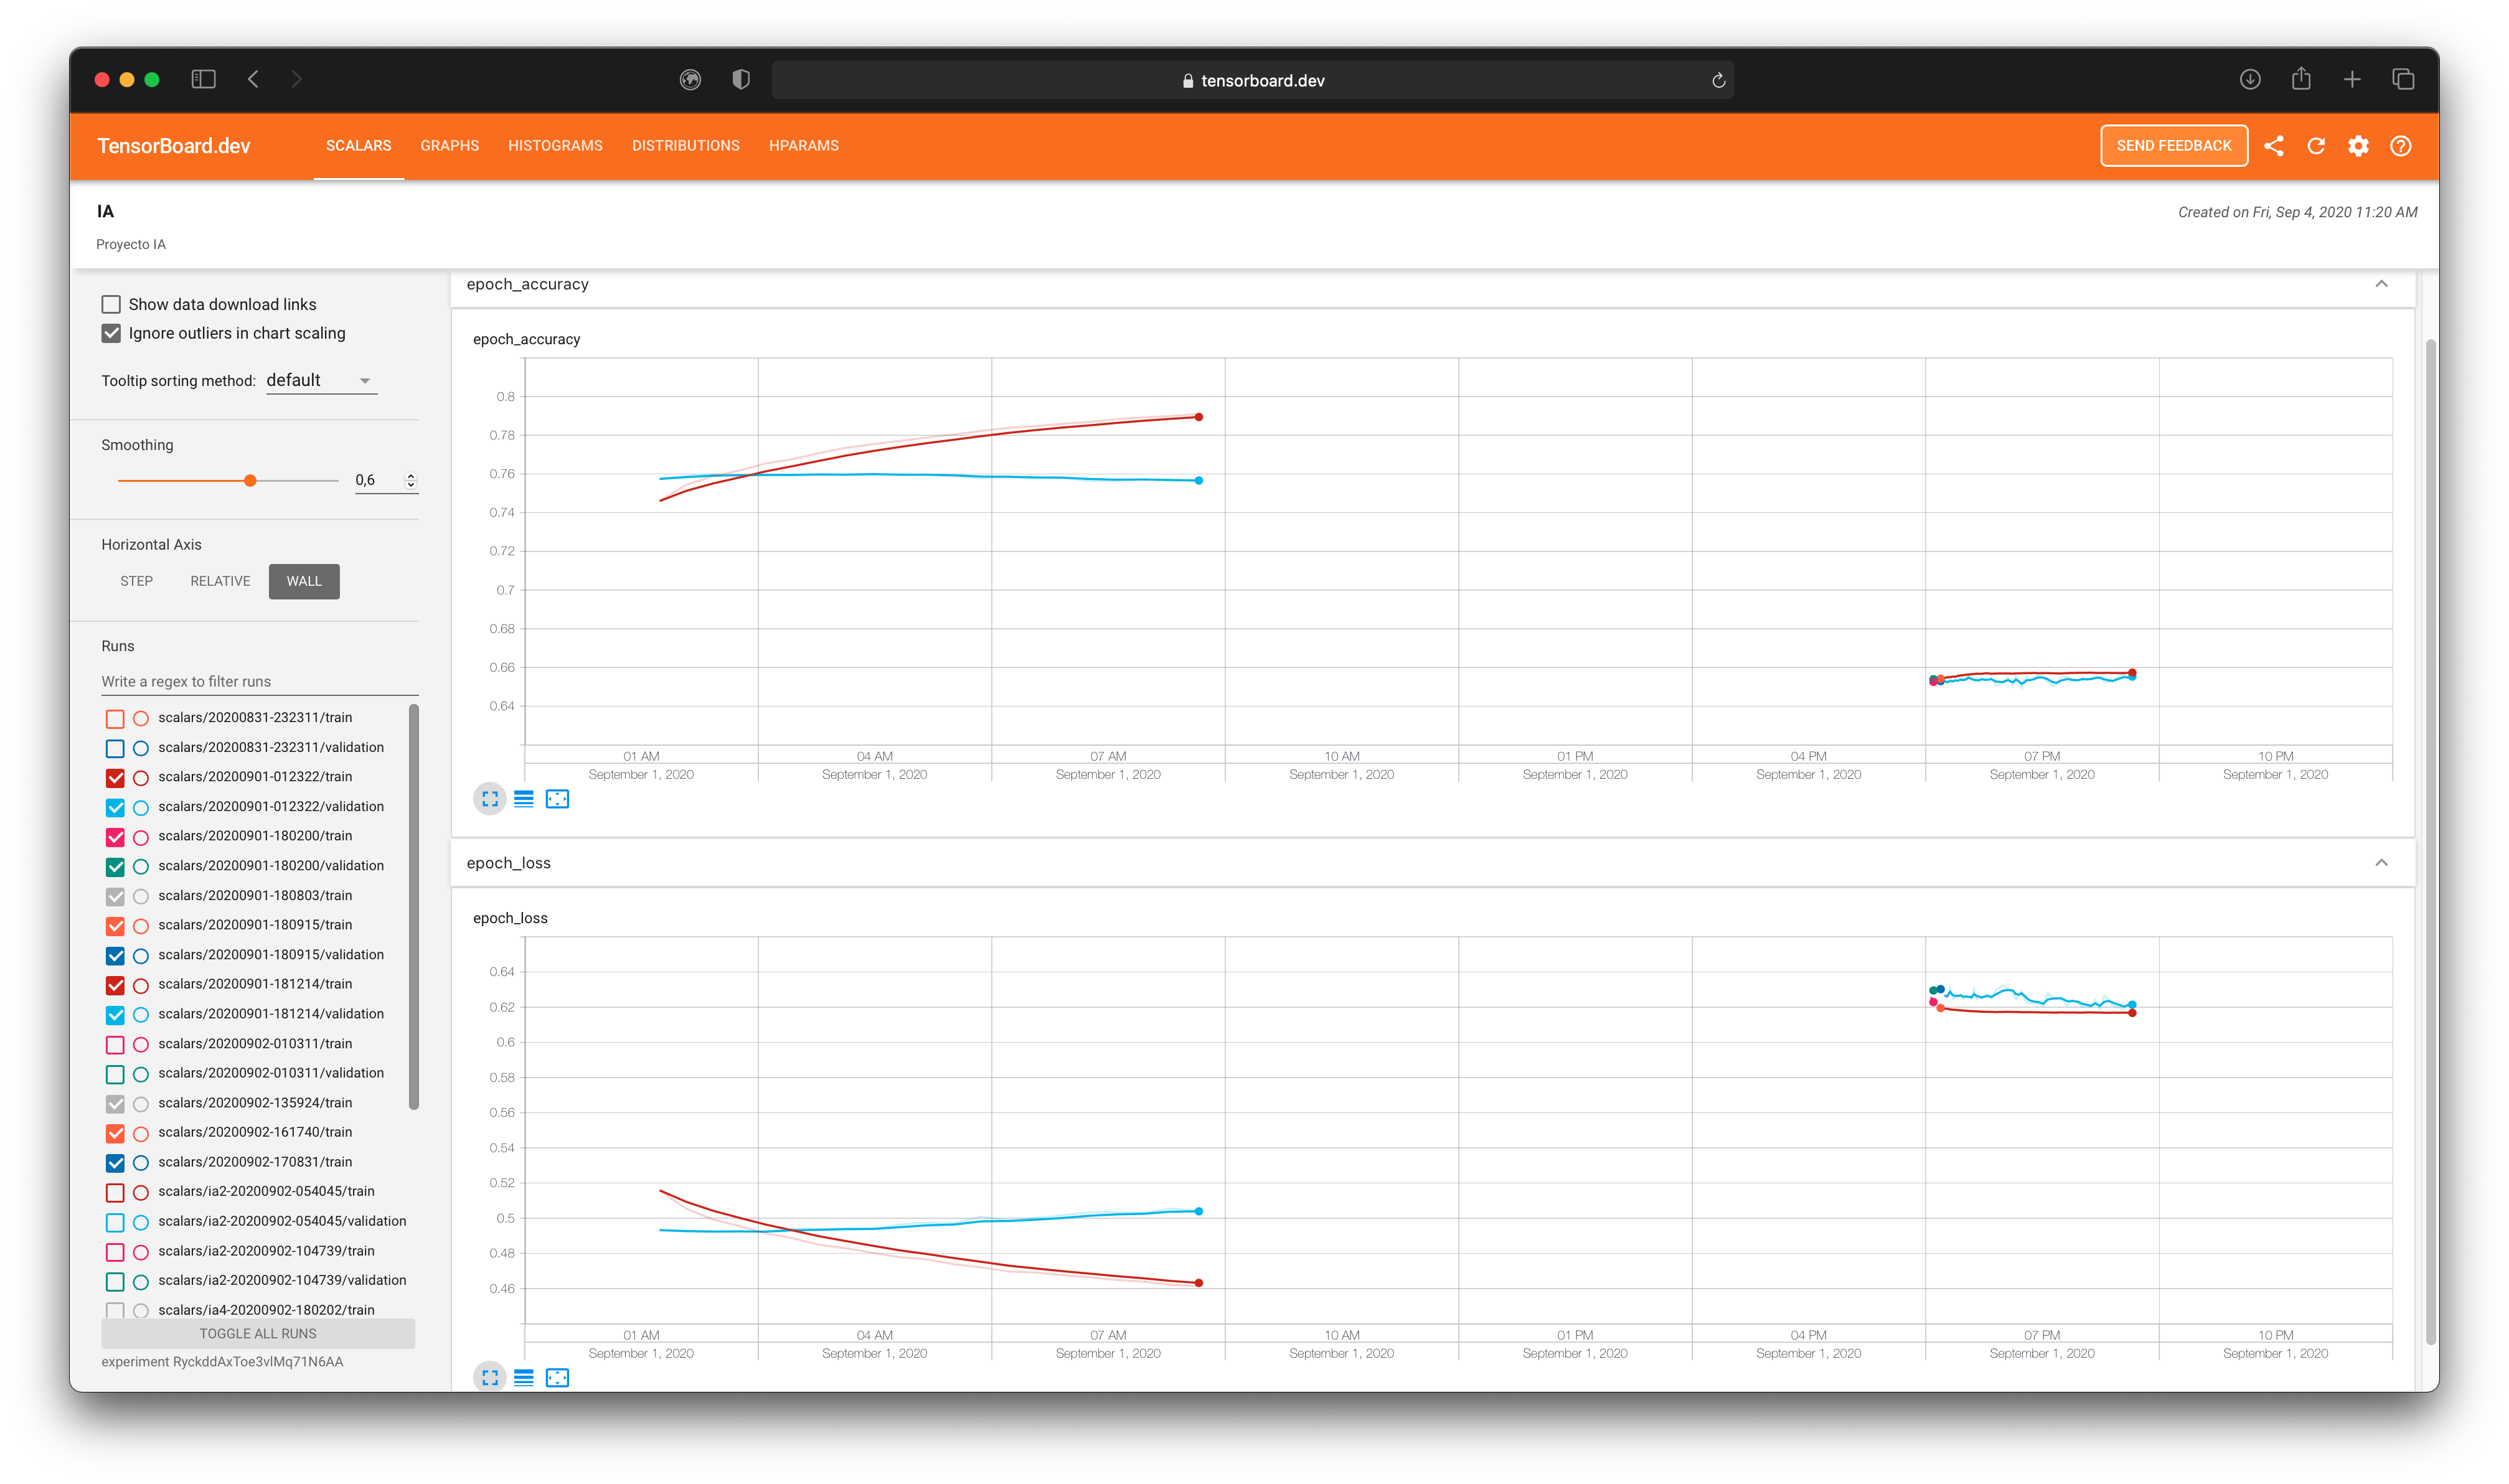 tensorboard.dev
TensorBoard.dev SCALARS GRAPHS HISTOGRAMS DISTRIBUTIONS HPARAMS SEND FEEDBACK
IA
Created on Fri, Sep 4, 2020 11:20 AM
Proyecto IA
Show data download links
Ignore outliers in chart scaling
Tooltip sorting method: default
Smoothing
0,6
Horizontal Axis
STEP RELATIVE WALL
Runs
Write a regex to filter runs
scalars/20200831-232311/train
scalars/20200831-232311/validation
scalars/20200901-012322/train
scalars/20200901-012322/validation
scalars/20200901-180200/train
scalars/20200901-180200/validation
scalars/20200901-180803/train
scalars/20200901-180915/train
scalars/20200901-180915/validation
scalars/20200901-181214/train
scalars/20200901-181214/validation
scalars/20200902-010311/train
scalars/20200902-010311/validation
scalars/20200902-135924/train
scalars/20200902-161740/train
scalars/20200902-170831/train
scalars/ia2-20200902-054045/train
scalars/ia2-20200902-054045/validation
scalars/ia2-20200902-104739/train
scalars/ia2-20200902-104739/validation
scalars/ia4-20200902-180202/train
TOGGLE ALL RUNS
experiment RyckddAxToe3vlMq71N6AA
epoch_accuracy
epoch_accuracy
0.8
0.78
0.76
0.74
0.72
0.7
0.68
0.66
0.64
01 AM 04 AM 07 AM 10 AM 01 PM 04 PM 07 PM 10 PM
September 1, 2020 September 1, 2020 September 1, 2020 September 1, 2020 September 1, 2020 September 1, 2020 September 1, 2020 September 1, 2020
epoch_loss
epoch_loss
0.64
0.62
0.6
0.58
0.56
0.54
0.52
0.5
0.48
0.46
01 AM 04 AM 07 AM 10 AM 01 PM 04 PM 07 PM 10 PM
September 1, 2020 September 1, 2020 September 1, 2020 September 1, 2020 September 1, 2020 September 1, 2020 September 1, 2020 September 1, 2020